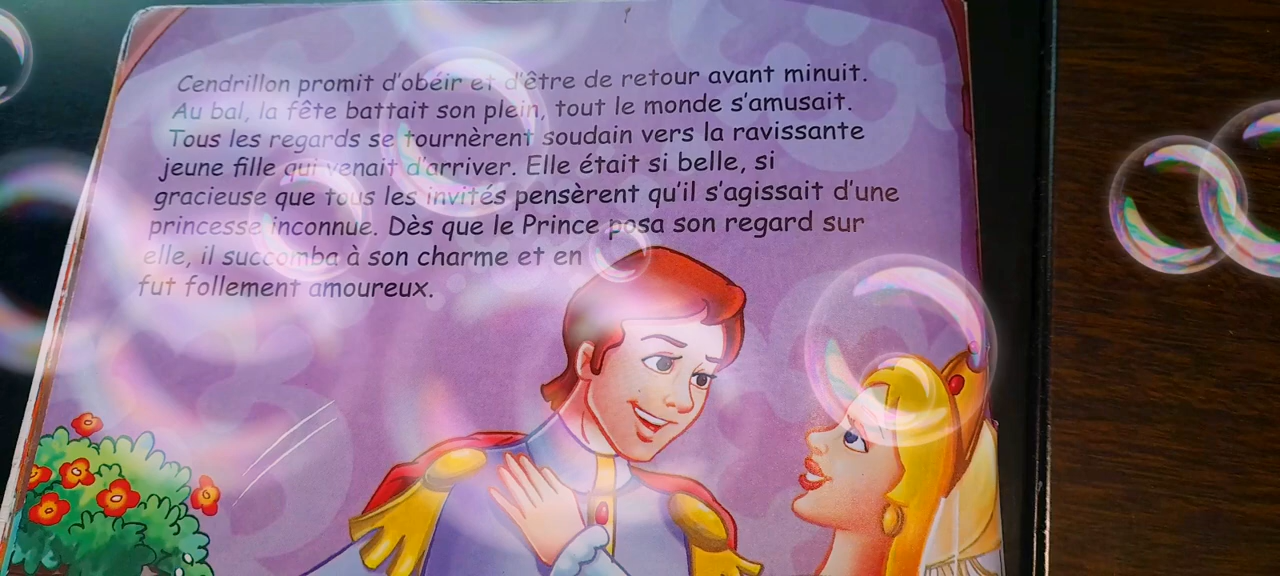 Cendrillon promit d'obéir et d'être de retour avant minuit.
Au bal, la fête battait son plein, tout le monde s'amusait.
Tous les regards se tournèrent soudain vers la ravissante
jeune fille qui venait d'arriver. Elle était si belle, si
gracieuse que tous les invités pensèrent qu'il s'agissait d'une
princesse inconnue. Dès que le Prince posa son regard sur
elle, il succomba à son charme et en
fut follement amoureux.